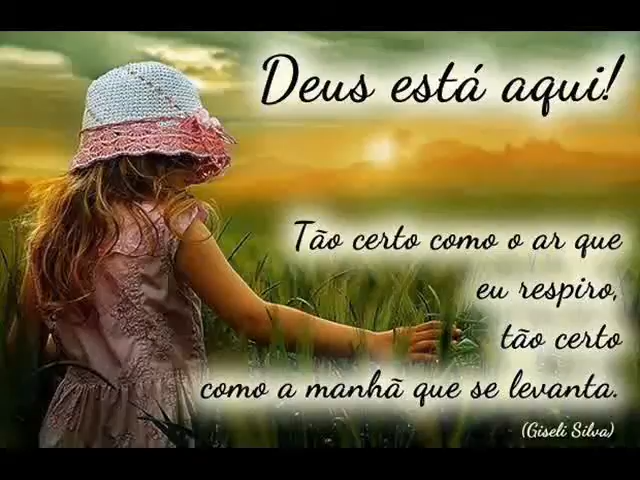 Deus está aqui!
Tão certo como o ar que
eu respiro,
tão certo
como a manhã que se levanta.
(Giseli Silva)